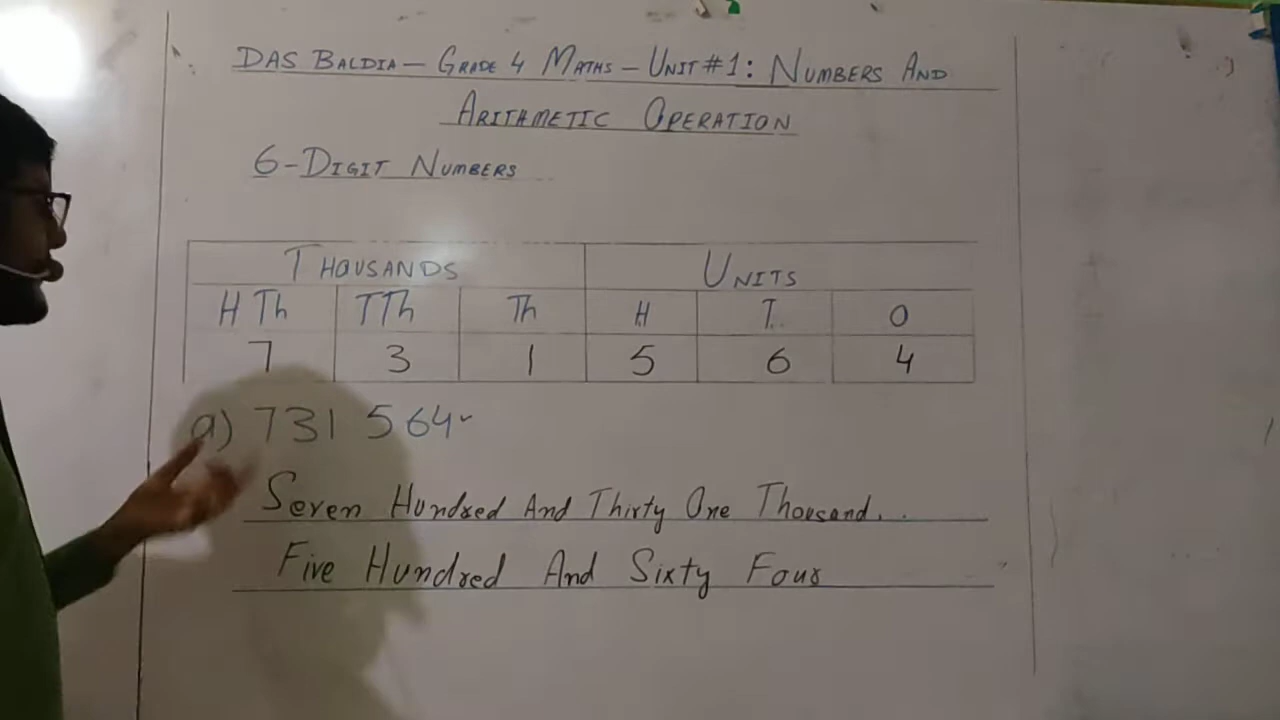 DAS BALDIA – GRADE 4 MATHS – UNIT #1: NUMBERS AND
ARITHMETIC OPERATION
6-DIGIT NUMBERS
THOUSANDS UNITS
H Th TTh Th H T O
7 3 1 5 6 4
a) 731 564
Seven Hundred And Thirty One Thousand..
Five Hundred And Sixty Four